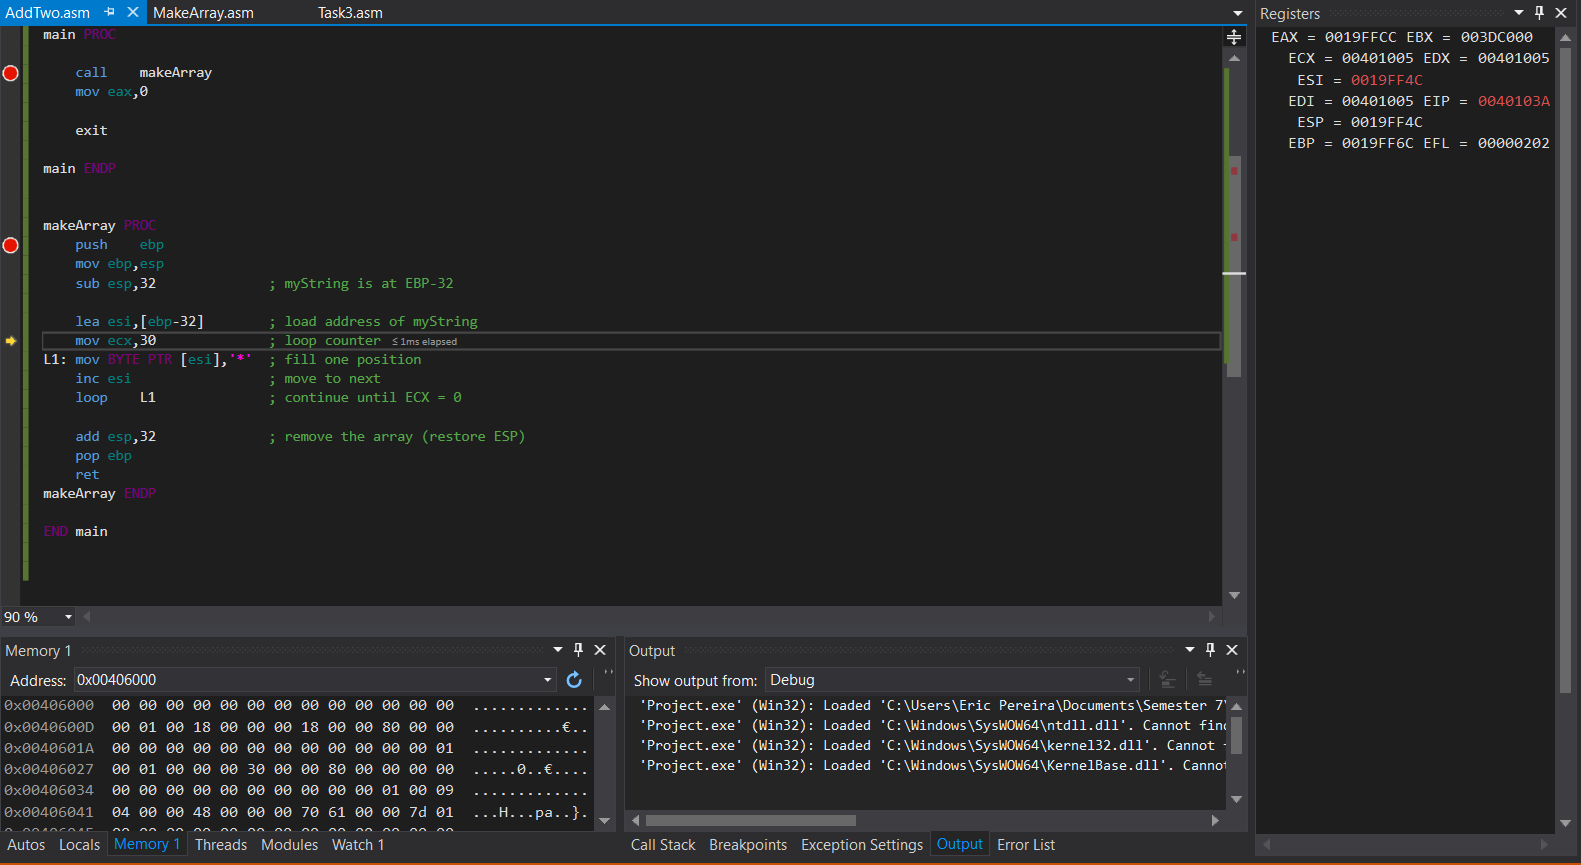 AddTwo.asm MakeArray.asm Task3.asm
main PROC
call makeArray
mov eax,0
exit
main ENDP
makeArray PROC
push ebp
mov ebp,esp
sub esp,32 ; myString is at EBP-32
lea esi,[ebp-32] ; load address of myString
mov ecx,30 ; loop counter ≤ 1ms elapsed
L1: mov BYTE PTR [esi],'*' ; fill one position
inc esi ; move to next
loop L1 ; continue until ECX = 0
add esp,32 ; remove the array (restore ESP)
pop ebp
ret
makeArray ENDP
END main
90 %
Registers
EAX = 0019FFCC EBX = 003DC000
ECX = 00401005 EDX = 00401005
ESI = 0019FF4C
EDI = 00401005 EIP = 0040103A
ESP = 0019FF4C
EBP = 0019FF6C EFL = 00000202
Memory 1
Address: 0x00406000
0x00406000 00 00 00 00 00 00 00 00 00 00 00 00 00 .............
0x0040600D 00 01 00 18 00 00 00 18 00 00 80 00 00 ..........€..
0x0040601A 00 00 00 00 00 00 00 00 00 00 00 00 01 .............
0x00406027 00 01 00 00 00 30 00 00 80 00 00 00 00 .....0..€....
0x00406034 00 00 00 00 00 00 00 00 00 00 01 00 09 .............
0x00406041 04 00 00 48 00 00 00 70 61 00 00 7d 01 ...H...pa..}.
Autos Locals Memory 1 Threads Modules Watch 1
Output
Show output from: Debug
'Project.exe' (Win32): Loaded 'C:\Users\Eric Pereira\Documents\Semester 7\
'Project.exe' (Win32): Loaded 'C:\Windows\SysWOW64\ntdll.dll'. Cannot find
'Project.exe' (Win32): Loaded 'C:\Windows\SysWOW64\kernel32.dll'. Cannot
'Project.exe' (Win32): Loaded 'C:\Windows\SysWOW64\KernelBase.dll'. Cannot
Call Stack Breakpoints Exception Settings Output Error List